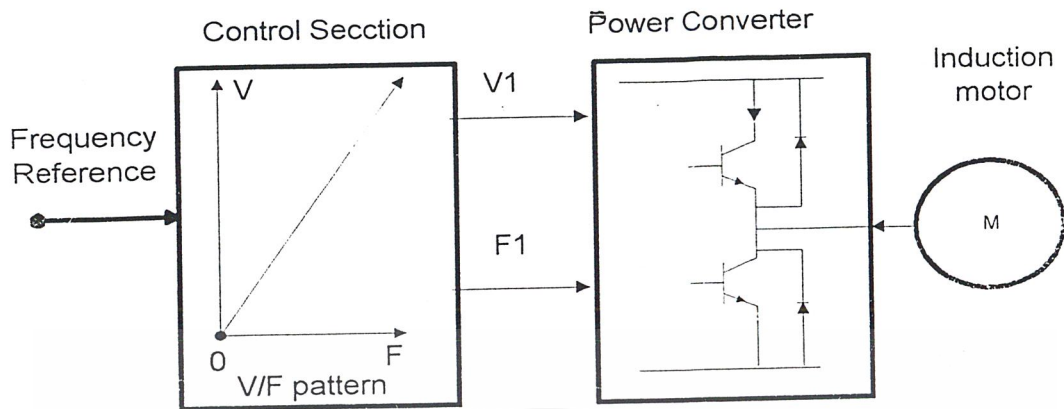 Control Secction
Power Converter
Induction
motor
Frequency
Reference
V
V1
F1
M
0
F
V/F pattern